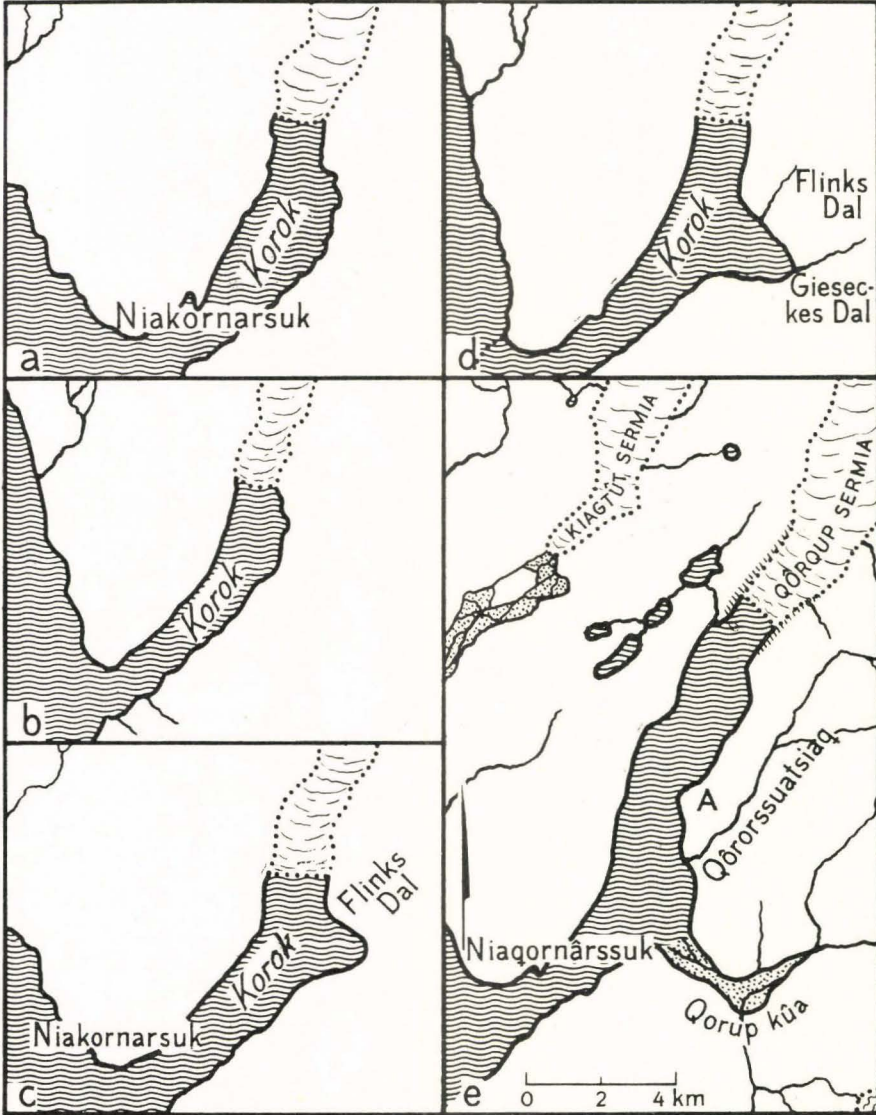 Korok
Niakornarsuk
a
Korok
b
Flinks
Dal
Korok
Niakornarsuk
c
Flinks
Dal
Korok
Giesec-
kes Dal
d
KIAGTÛT SERMIA
QÔRQUP SERMIA
A
Qôrorssuatsiaq
Niaqornârssuk
Qorup kûa
e
0 2 4 km